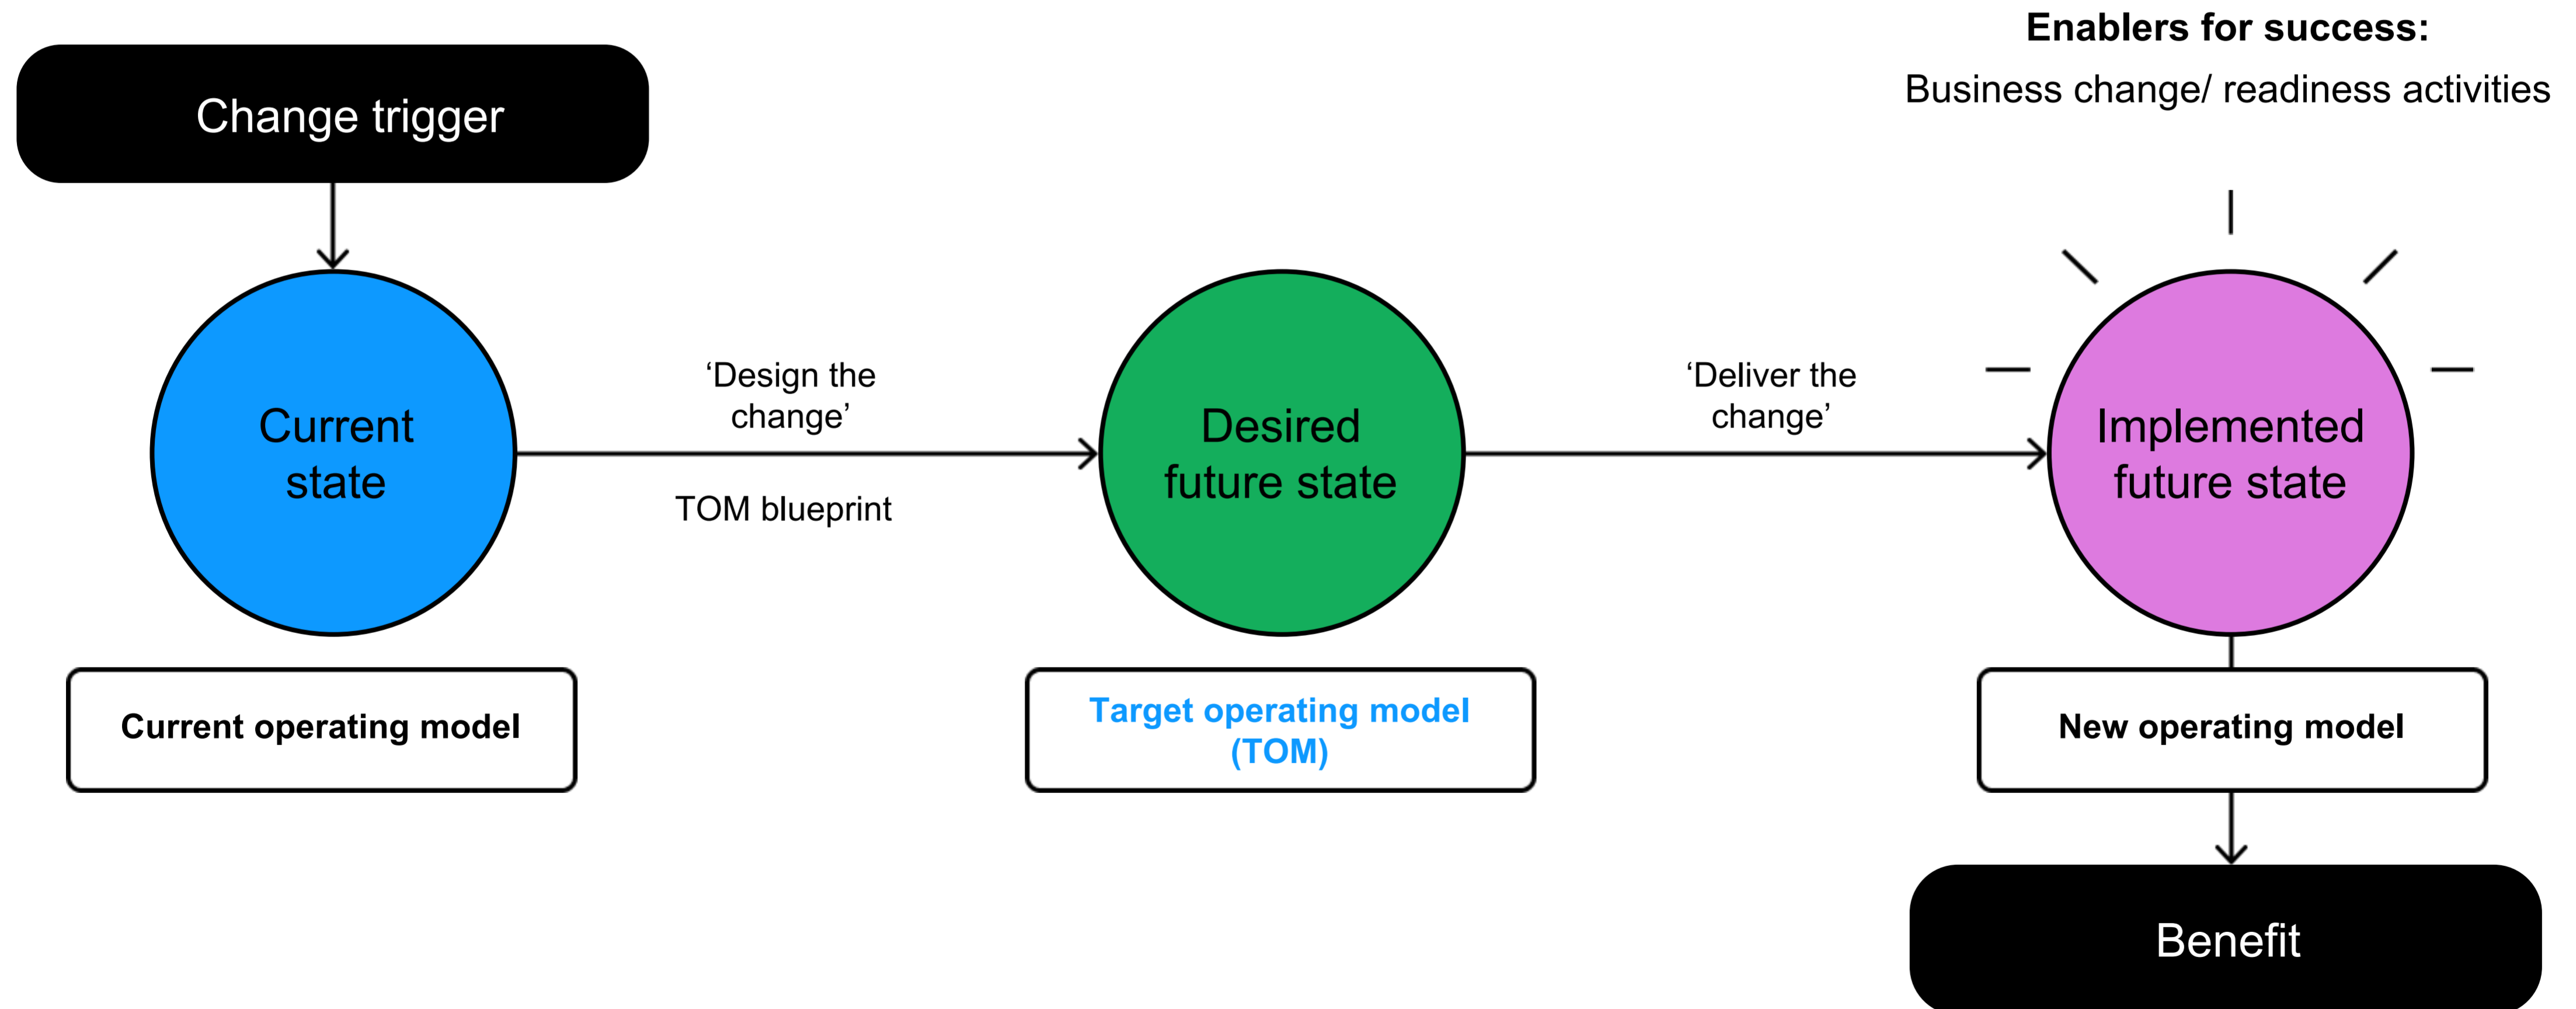 Enablers for success:
Business change/ readiness activities
Change trigger
Current
state
‘Design the
change’
TOM blueprint
Desired
future state
‘Deliver the
change’
Implemented
future state
Current operating model
Target operating model
(TOM)
New operating model
Benefit